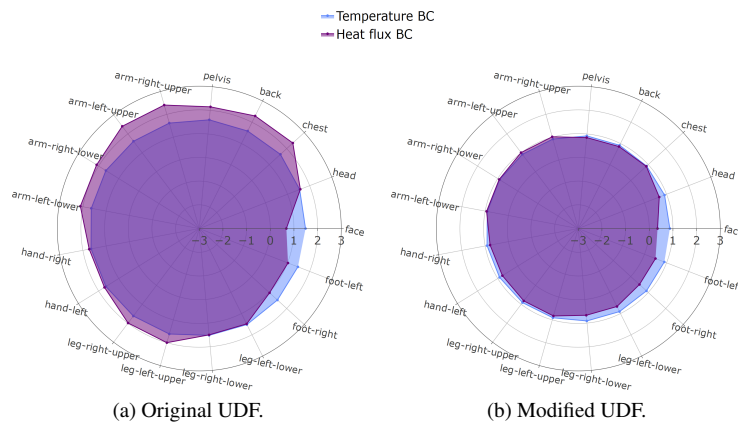 Temperature BC
Heat flux BC
pelvis
back
chest
head
face
foot-left
foot-right
leg-left-lower
leg-right-lower
leg-left-upper
leg-right-upper
hand-left
hand-right
arm-left-lower
arm-right-lower
arm-left-upper
arm-right-upper
−3 −2 −1 0 1 2 3
(a) Original UDF.
pelvis
back
chest
head
fac
foot-left
foot-right
leg-left-lower
leg-right-lower
leg-left-upper
leg-right-upper
hand-left
hand-right
arm-left-lower
arm-right-lower
arm-left-upper
arm-right-upper
−3 −2 −1 0 1 2 3
(b) Modified UDF.